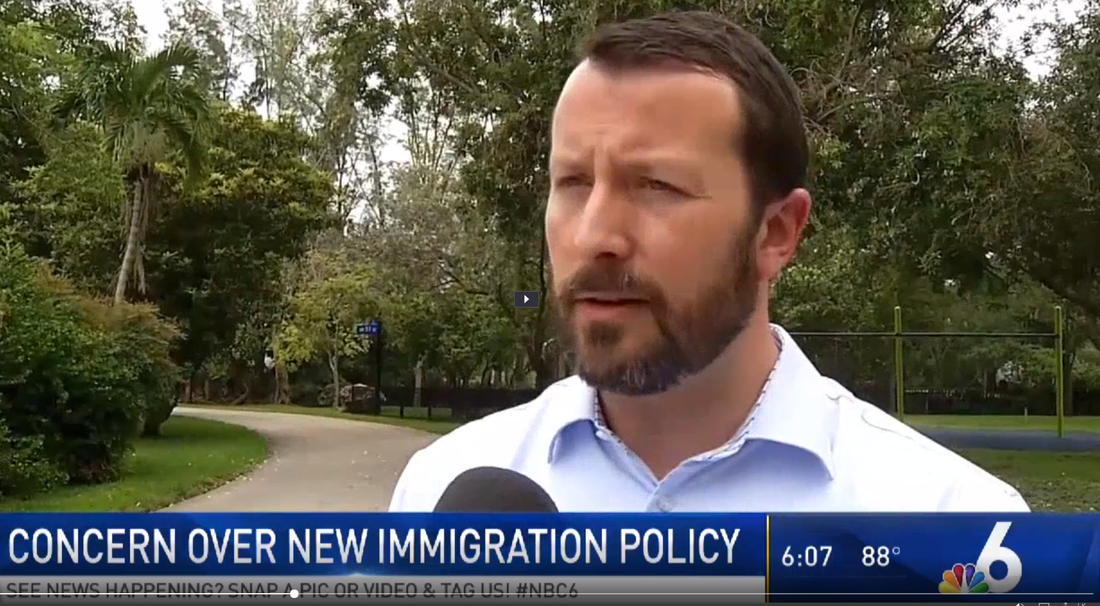 CONCERN OVER NEW IMMIGRATION POLICY
6:07 88°
6
SEE NEWS HAPPENING? SNAP A PIC OR VIDEO & TAG US! #NBC6